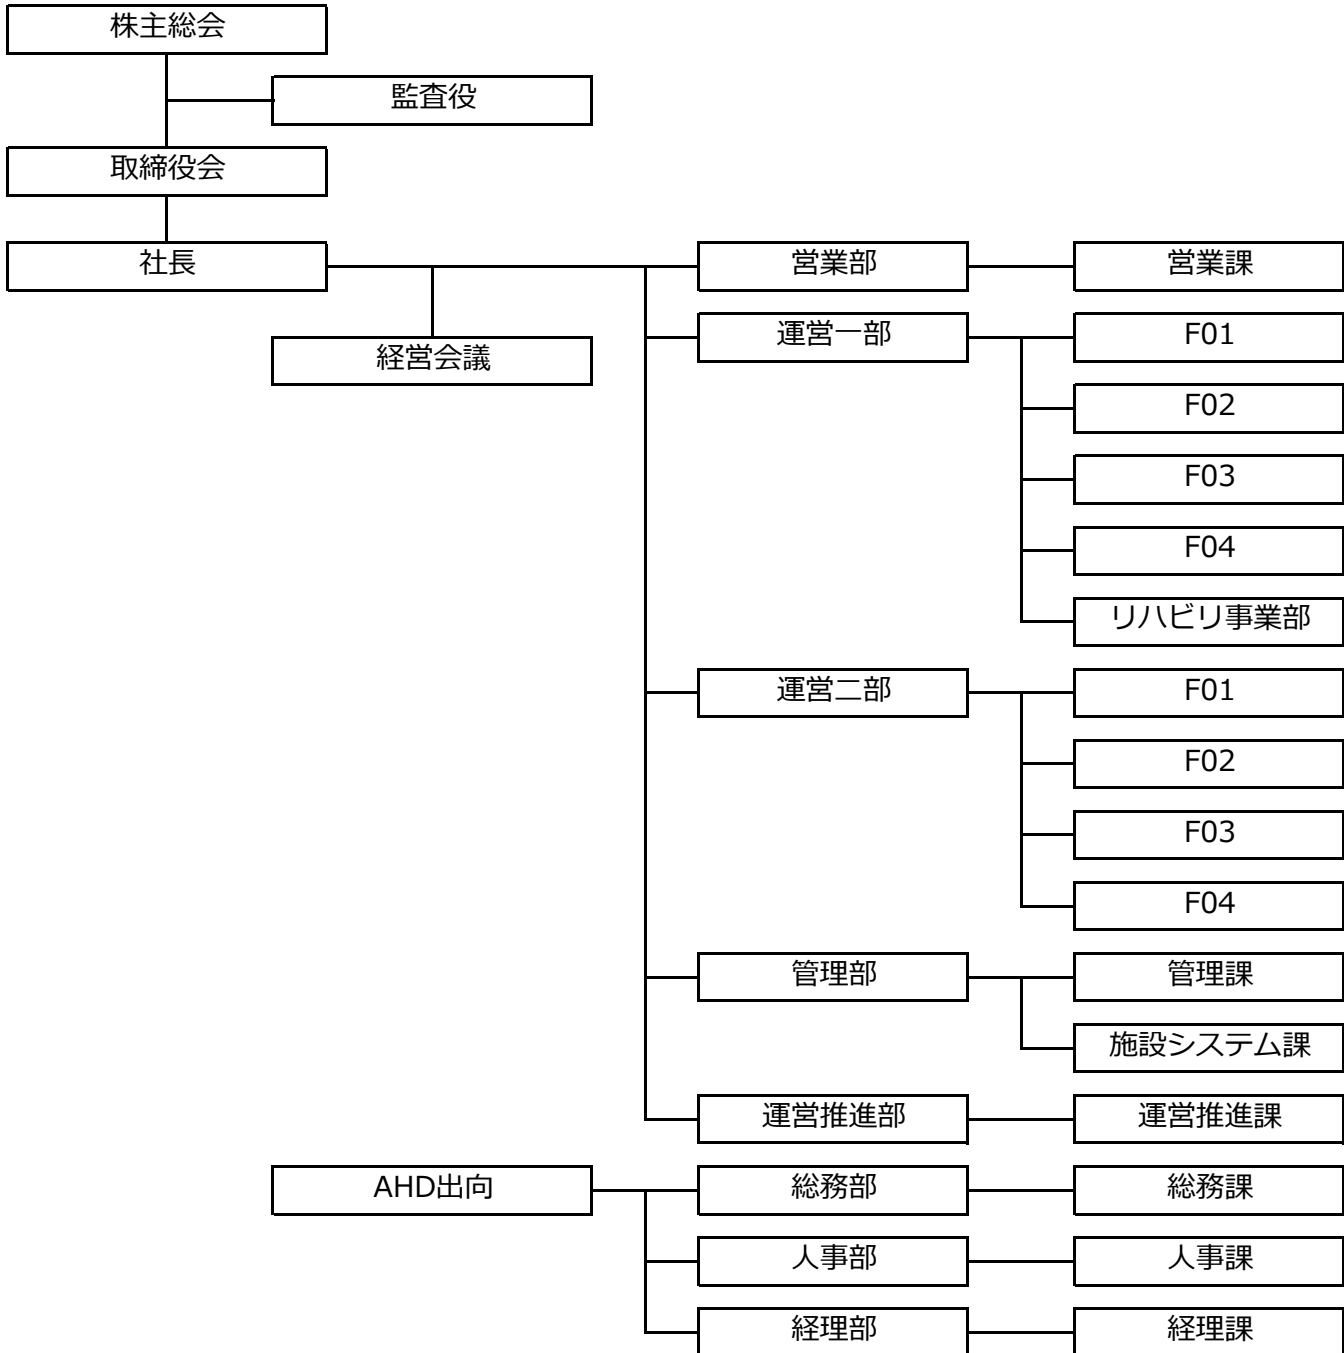 株主総会
監査役
取締役会
社長
営業部
営業課
経営会議
運営一部
F01
F02
F03
F04
リハビリ事業部
運営二部
F01
F02
F03
F04
管理部
管理課
施設システム課
運営推進部
運営推進課
AHD出向
総務部
総務課
人事部
人事課
経理部
経理課